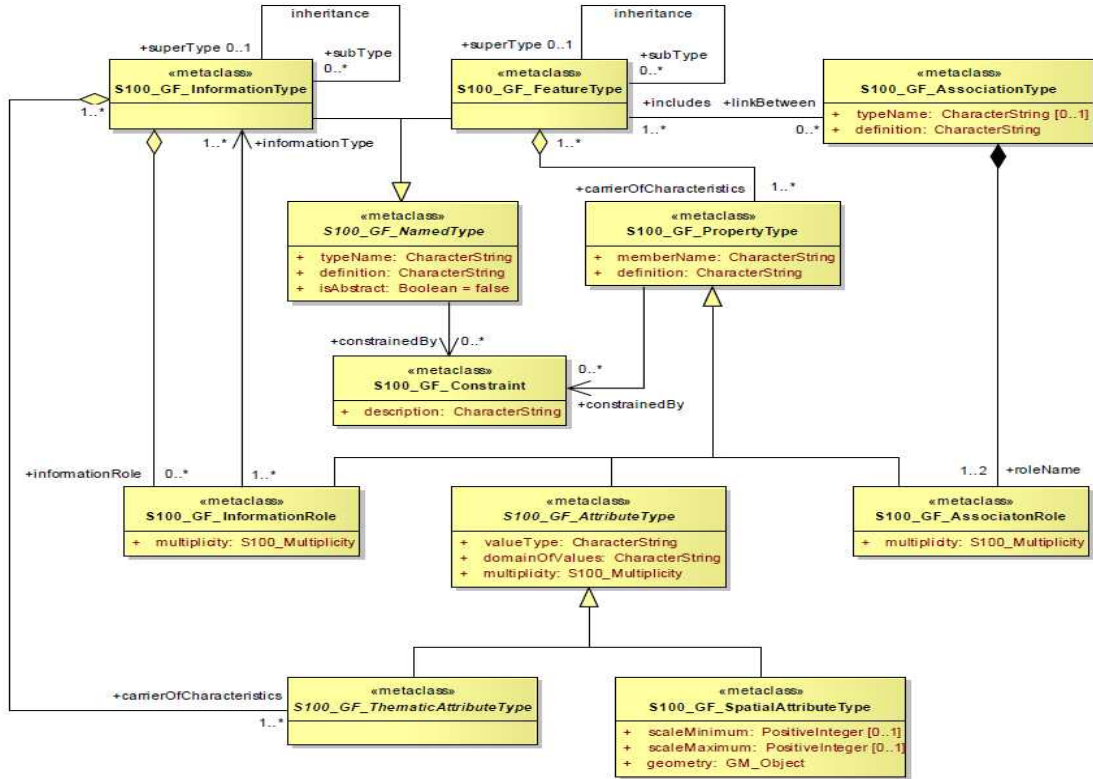 inheritance
+superType 0..1
+subType
0..*
«metaclass»
S100_GF_InformationType
1..*
inheritance
+superType 0..1
+subType
0..*
«metaclass»
S100_GF_FeatureType
+includes
+linkBetween
1..*
0..*
«metaclass»
S100_GF_AssociationType
+ typeName: CharacterString [0..1]
+ definition: CharacterString
1..*
+informationType
1..*
+carrierOfCharacteristics
1..*
«metaclass»
S100_GF_NamedType
+ typeName: CharacterString
+ definition: CharacterString
+ isAbstract: Boolean = false
«metaclass»
S100_GF_PropertyType
+ memberName: CharacterString
+ definition: CharacterString
+constrainedBy
0..*
«metaclass»
S100_GF_Constraint
+ description: CharacterString
0..*
+constrainedBy
+informationRole
0..*
1..*
1..2
+roleName
«metaclass»
S100_GF_InformationRole
+ multiplicity: S100_Multiplicity
«metaclass»
S100_GF_AttributeType
+ valueType: CharacterString
+ domainOfValues: CharacterString
+ multiplicity: S100_Multiplicity
«metaclass»
S100_GF_AssociatonRole
+ multiplicity: S100_Multiplicity
+carrierOfCharacteristics
1..*
«metaclass»
S100_GF_ThematicAttributeType
«metaclass»
S100_GF_SpatialAttributeType
+ scaleMinimum: PositiveInteger [0..1]
+ scaleMaximum: PositiveInteger [0..1]
+ geometry: GM_Object